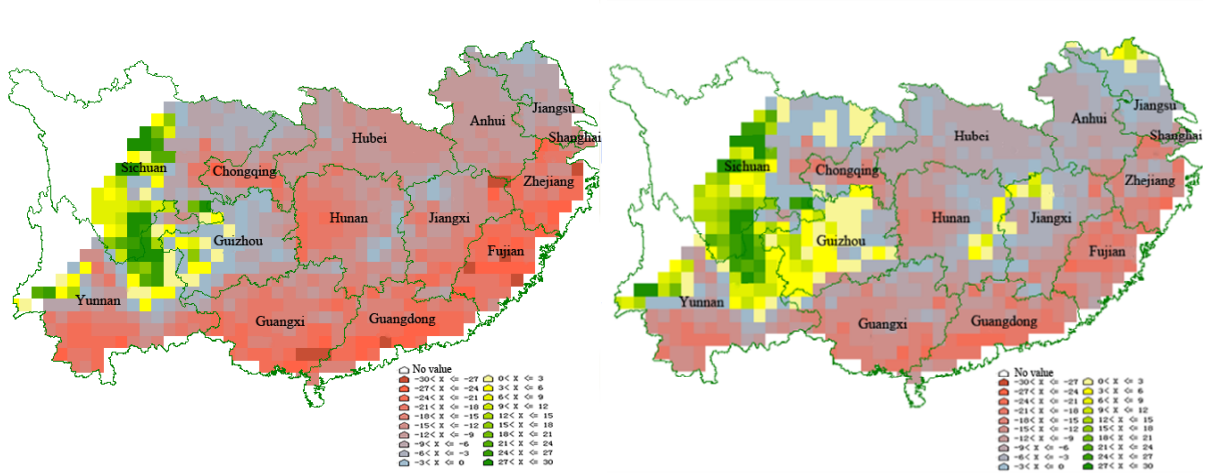 Jiangsu
Anhui
Shanghai
Hubei
Sichuan
Chongqing
Zhejiang
Hunan
Jiangxi
Guizhou
Fujian
Yunnan
Guangxi
Guangdong
No value
-30< X <= -27 0< X <= 3
-27< X <= -24 3< X <= 6
-24< X <= -21 6< X <= 9
-21< X <= -18 9< X <= 12
-18< X <= -15 12< X <= 15
-15< X <= -12 15< X <= 18
-12< X <= -9 18< X <= 21
-9< X <= -6 21< X <= 24
-6< X <= -3 24< X <= 27
-3< X <= 0 27< X <= 30
Jiangsu
Anhui
Shanghai
Hubei
Sichuan
Chongqing
Zhejiang
Hunan
Jiangxi
Guizhou
Fujian
Yunnan
Guangxi
Guangdong
No value
-30< X <= -27 0< X <= 3
-27< X <= -24 3< X <= 6
-24< X <= -21 6< X <= 9
-21< X <= -18 9< X <= 12
-18< X <= -15 12< X <= 15
-15< X <= -12 15< X <= 18
-12< X <= -9 18< X <= 21
-9< X <= -6 21< X <= 24
-6< X <= -3 24< X <= 27
-3< X <= 0 27< X <= 30